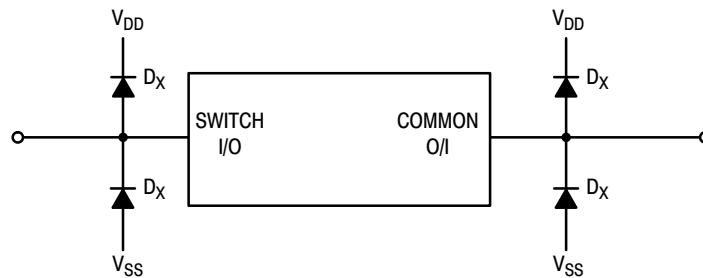 VDD
VDD
DX
DX
SWITCH
I/O
COMMON
O/I
DX
DX
VSS
VSS